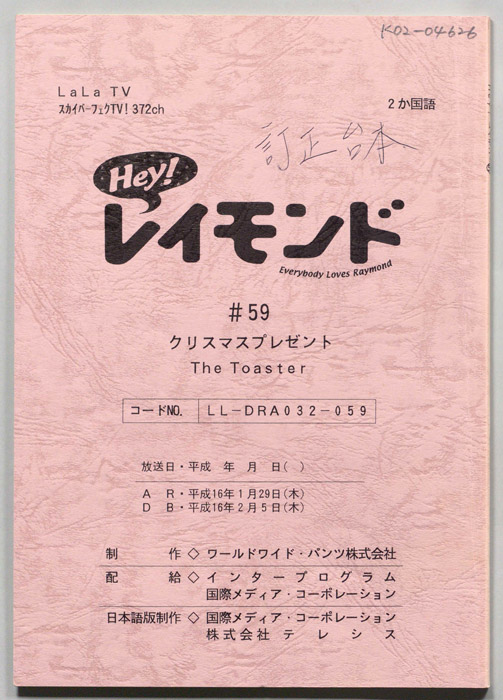 K02-04626
LaLa TV
スカイパーフェクTV! 372ch
2か国語
訂正台本
Hey!
レイモンド
Everybody Loves Raymond
#59
クリスマスプレゼント
The Toaster
コードNO. LL-DRA032-059
放送日・平成 年 月 日( )
AR・平成16年1月29日(木)
DB・平成16年2月5日(木)
制作◇ワールドワイド・パンツ株式会社
配給◇インタープログラム
国際メディア・コーポレーション
日本語版制作◇国際メディア・コーポレーション
株式会社テレシス